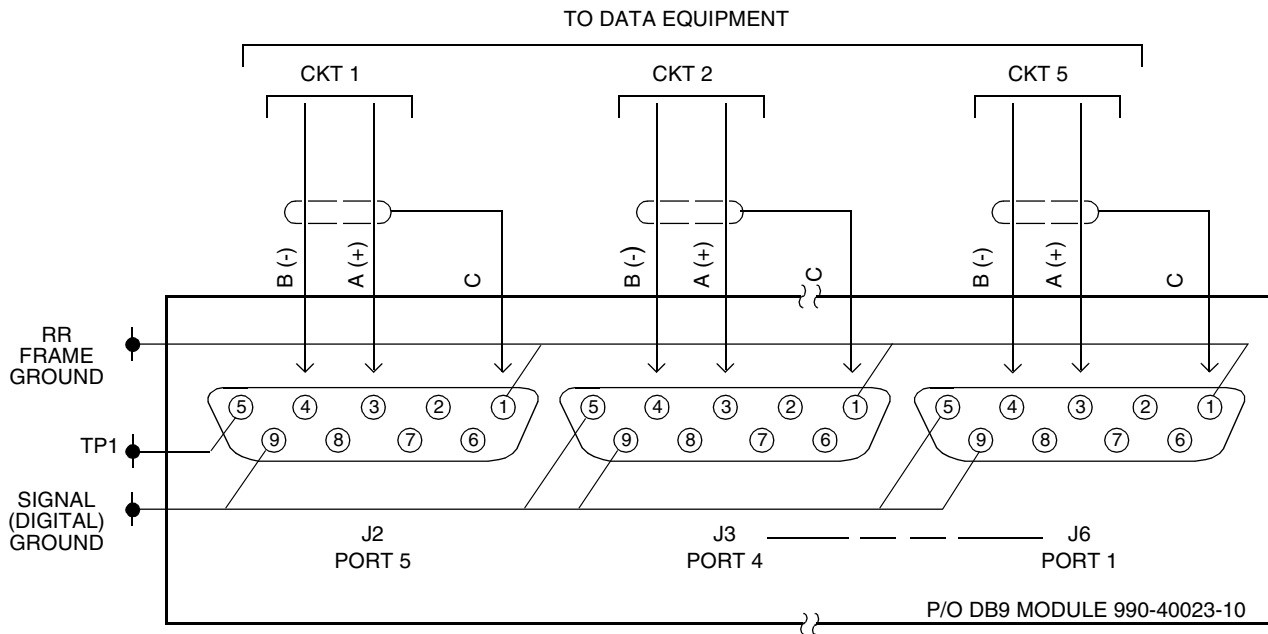 TO DATA EQUIPMENT
CKT 1
CKT 2
CKT 5
B (-)
A (+)
C
B (-)
A (+)
C
B (-)
A (+)
C
RR
FRAME
GROUND
5 4 3 2 1
9 8 7 6
5 4 3 2 1
9 8 7 6
5 4 3 2 1
9 8 7 6
TP1
SIGNAL
(DIGITAL)
GROUND
J2
PORT 5
J3
PORT 4
J6
PORT 1
P/O DB9 MODULE 990-40023-10